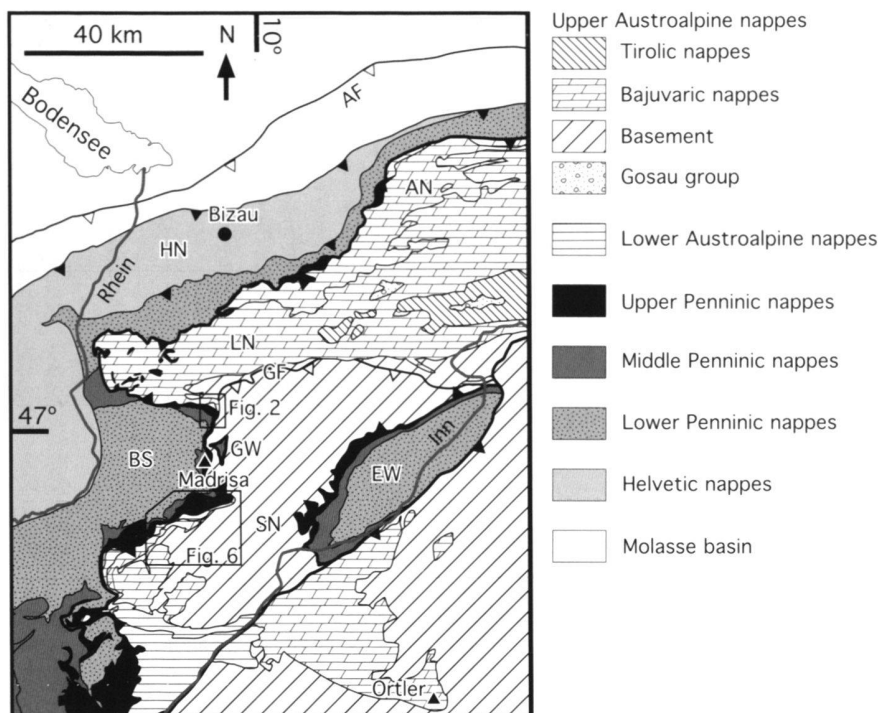 40 km
N
10°
Bodensee
AF
AN
Bizau
HN
Rhein
LN
GF
47°
Fig. 2
BS
GW
Inn
Madrisa
EW
SN
Fig. 6
Ortler
Upper Austroalpine nappes
Tirolic nappes
Bajuvaric nappes
Basement
Gosau group
Lower Austroalpine nappes
Upper Penninic nappes
Middle Penninic nappes
Lower Penninic nappes
Helvetic nappes
Molasse basin